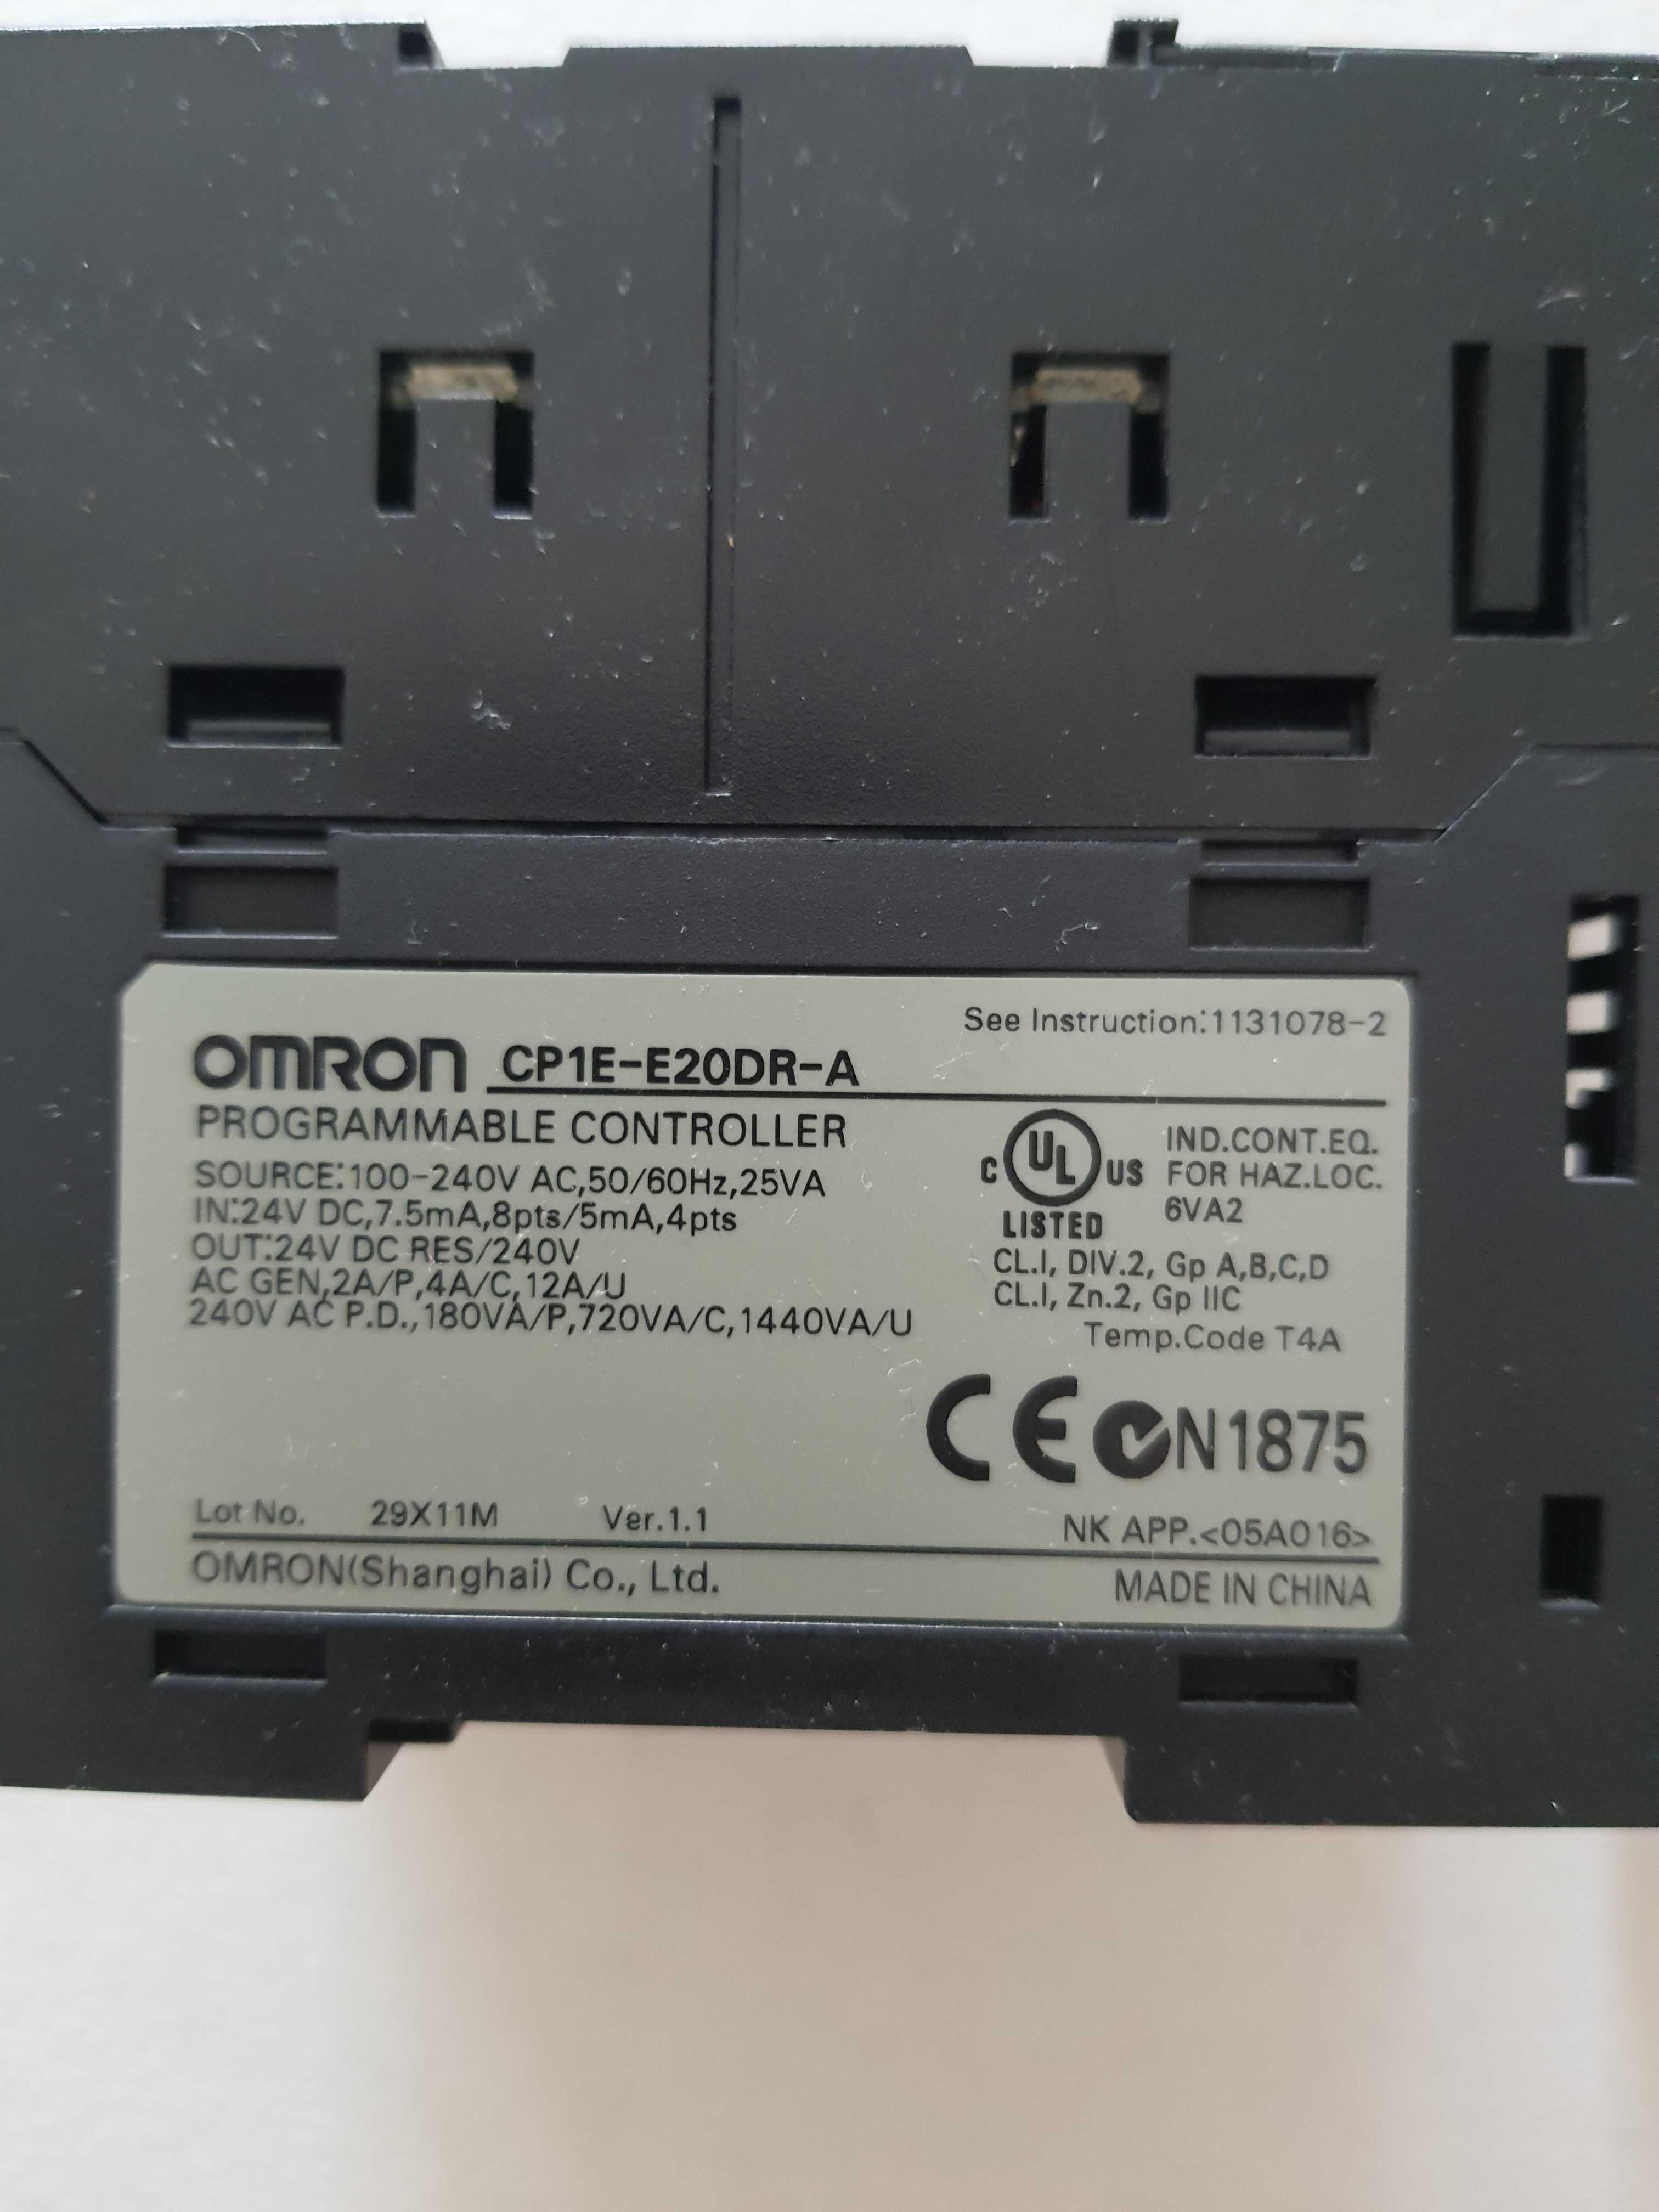 See Instruction:1131078-2
OMRON CP1E-E20DR-A
PROGRAMMABLE CONTROLLER
SOURCE:100-240V AC,50/60Hz,25VA
IN:24V DC,7.5mA,8pts/5mA,4pts
OUT:24V DC RES/240V
AC GEN,2A/P,4A/C,12A/U
240V AC P.D.,180VA/P,720VA/C,1440VA/U
C UL US
LISTED
IND.CONT.EQ.
FOR HAZ.LOC.
6VA2
CL.I, DIV.2, Gp A,B,C,D
CL.I, Zn.2, Gp IIC
Temp.Code T4A
CE N1875
Lot No. 29X11M Ver.1.1
NK APP.<05A016>
OMRON(Shanghai) Co., Ltd.
MADE IN CHINA